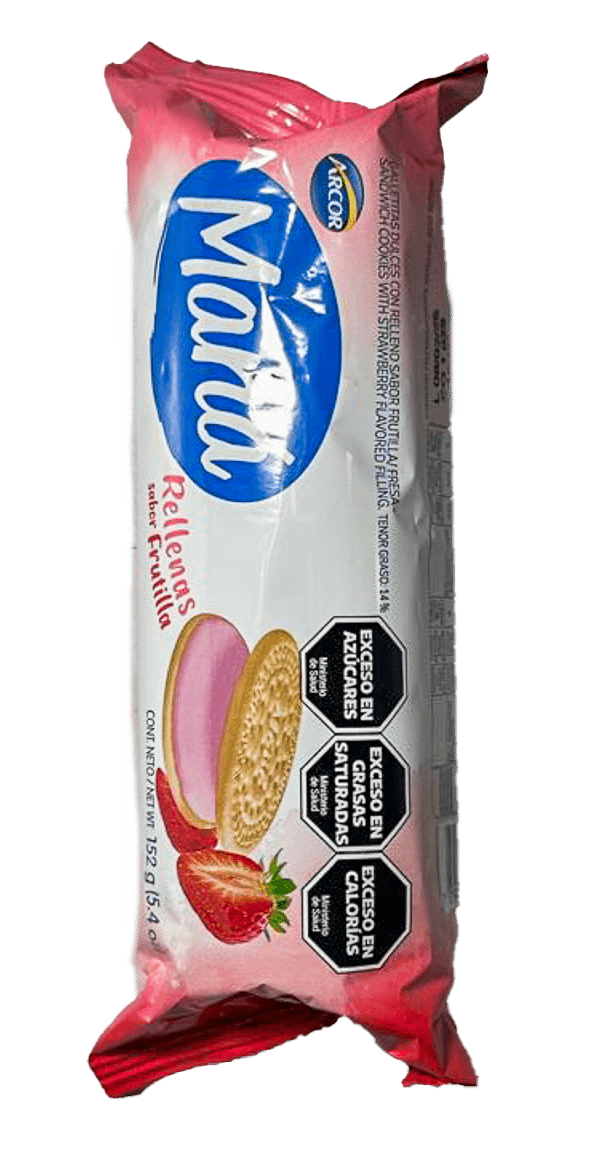 ARCOR
GALLETITAS DULCES CON RELLENO SABOR FRUTILLA/FRESA -
SANDWICH COOKIES WITH STRAWBERRY FLAVORED FILLING. TENOR GRASO: 14 %
Maná
Rellenas
sabor Frutilla
EXCESO EN
AZÚCARES
Ministerio
de Salud
EXCESO EN
GRASAS
SATURADAS
Ministerio
de Salud
EXCESO EN
CALORÍAS
Ministerio
de Salud
CONT. NETO / NET WT. 152 g (5.4 o